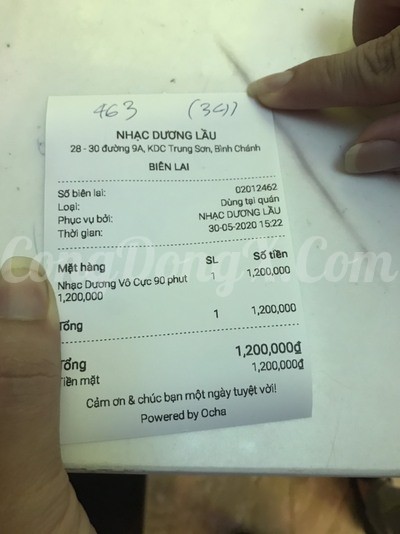 463 (34)
NHẠC DƯƠNG LẦU
28 - 30 đường 9A, KDC Trung Sơn, Bình Chánh
BIÊN LAI
Số biên lai: 02012462
Loại: Dùng tại quán
Phục vụ bởi: NHẠC DƯƠNG LẦU
Thời gian: 30-05-2020 15:22
Mặt hàng SL Số tiền
Nhạc Dương Vô Cực 90 phut 1 1,200,000
1,200,000
Tổng 1 1,200,000
Tổng 1,200,000₫
Tiền mặt 1,200,000₫
Cảm ơn & chúc bạn một ngày tuyệt vời!
Powered by Ocha